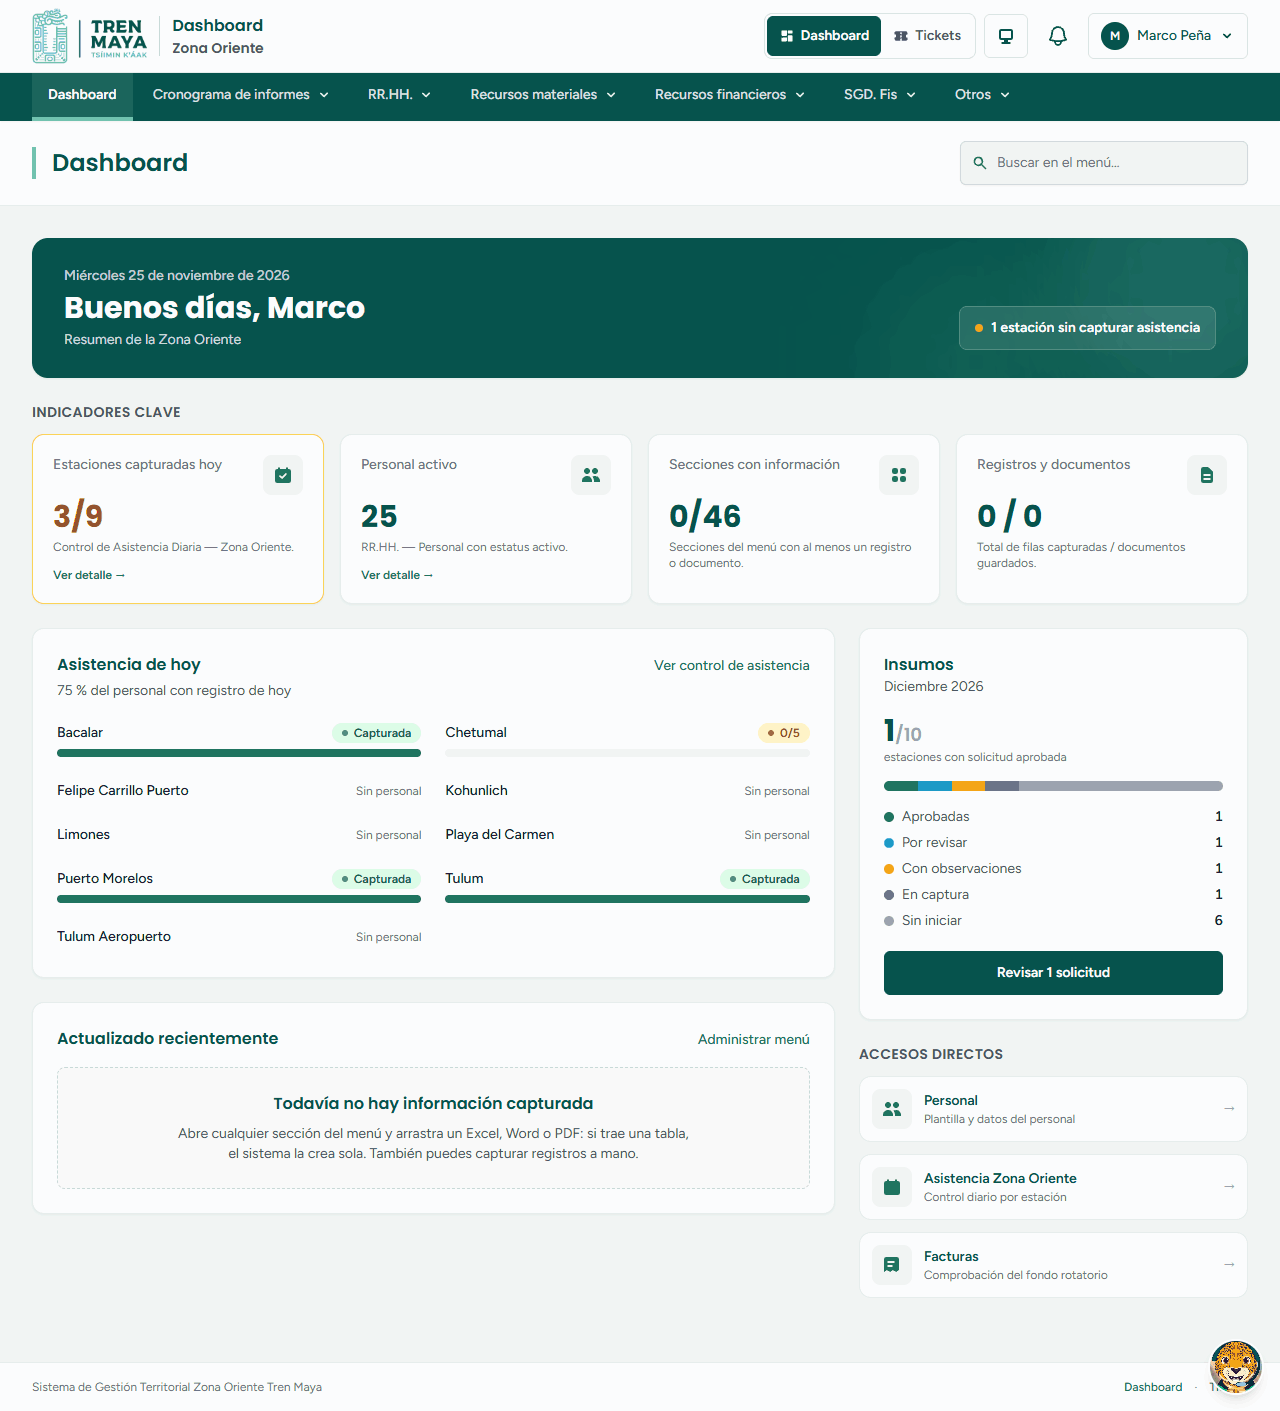 TREN
MAYA
TSÍIMIN K'ÁAK
Dashboard
Zona Oriente
Dashboard
Tickets
M
Marco Peña
Dashboard
Cronograma de informes
RR.HH.
Recursos materiales
Recursos financieros
SGD. Fis
Otros
Dashboard
Buscar en el menú...
Miércoles 25 de noviembre de 2026
Buenos días, Marco
Resumen de la Zona Oriente
1 estación sin capturar asistencia
INDICADORES CLAVE
Estaciones capturadas hoy
3/9
Control de Asistencia Diaria — Zona Oriente.
Ver detalle →
Personal activo
25
RR.HH. — Personal con estatus activo.
Ver detalle →
Secciones con información
0/46
Secciones del menú con al menos un registro
o documento.
Registros y documentos
0 / 0
Total de filas capturadas / documentos
guardados.
Asistencia de hoy
Ver control de asistencia
75 % del personal con registro de hoy
Bacalar
Capturada
Chetumal
0/5
Felipe Carrillo Puerto
Sin personal
Kohunlich
Sin personal
Limones
Sin personal
Playa del Carmen
Sin personal
Puerto Morelos
Capturada
Tulum
Capturada
Tulum Aeropuerto
Sin personal
Insumos
Diciembre 2026
1/10
estaciones con solicitud aprobada
Aprobadas 1
Por revisar 1
Con observaciones 1
En captura 1
Sin iniciar 6
Revisar 1 solicitud
Actualizado recientemente
Administrar menú
Todavía no hay información capturada
Abre cualquier sección del menú y arrastra un Excel, Word o PDF: si trae una tabla,
el sistema la crea sola. También puedes capturar registros a mano.
ACCESOS DIRECTOS
Personal
Plantilla y datos del personal
→
Asistencia Zona Oriente
Control diario por estación
→
Facturas
Comprobación del fondo rotatorio
→
Sistema de Gestión Territorial Zona Oriente Tren Maya
Dashboard ·